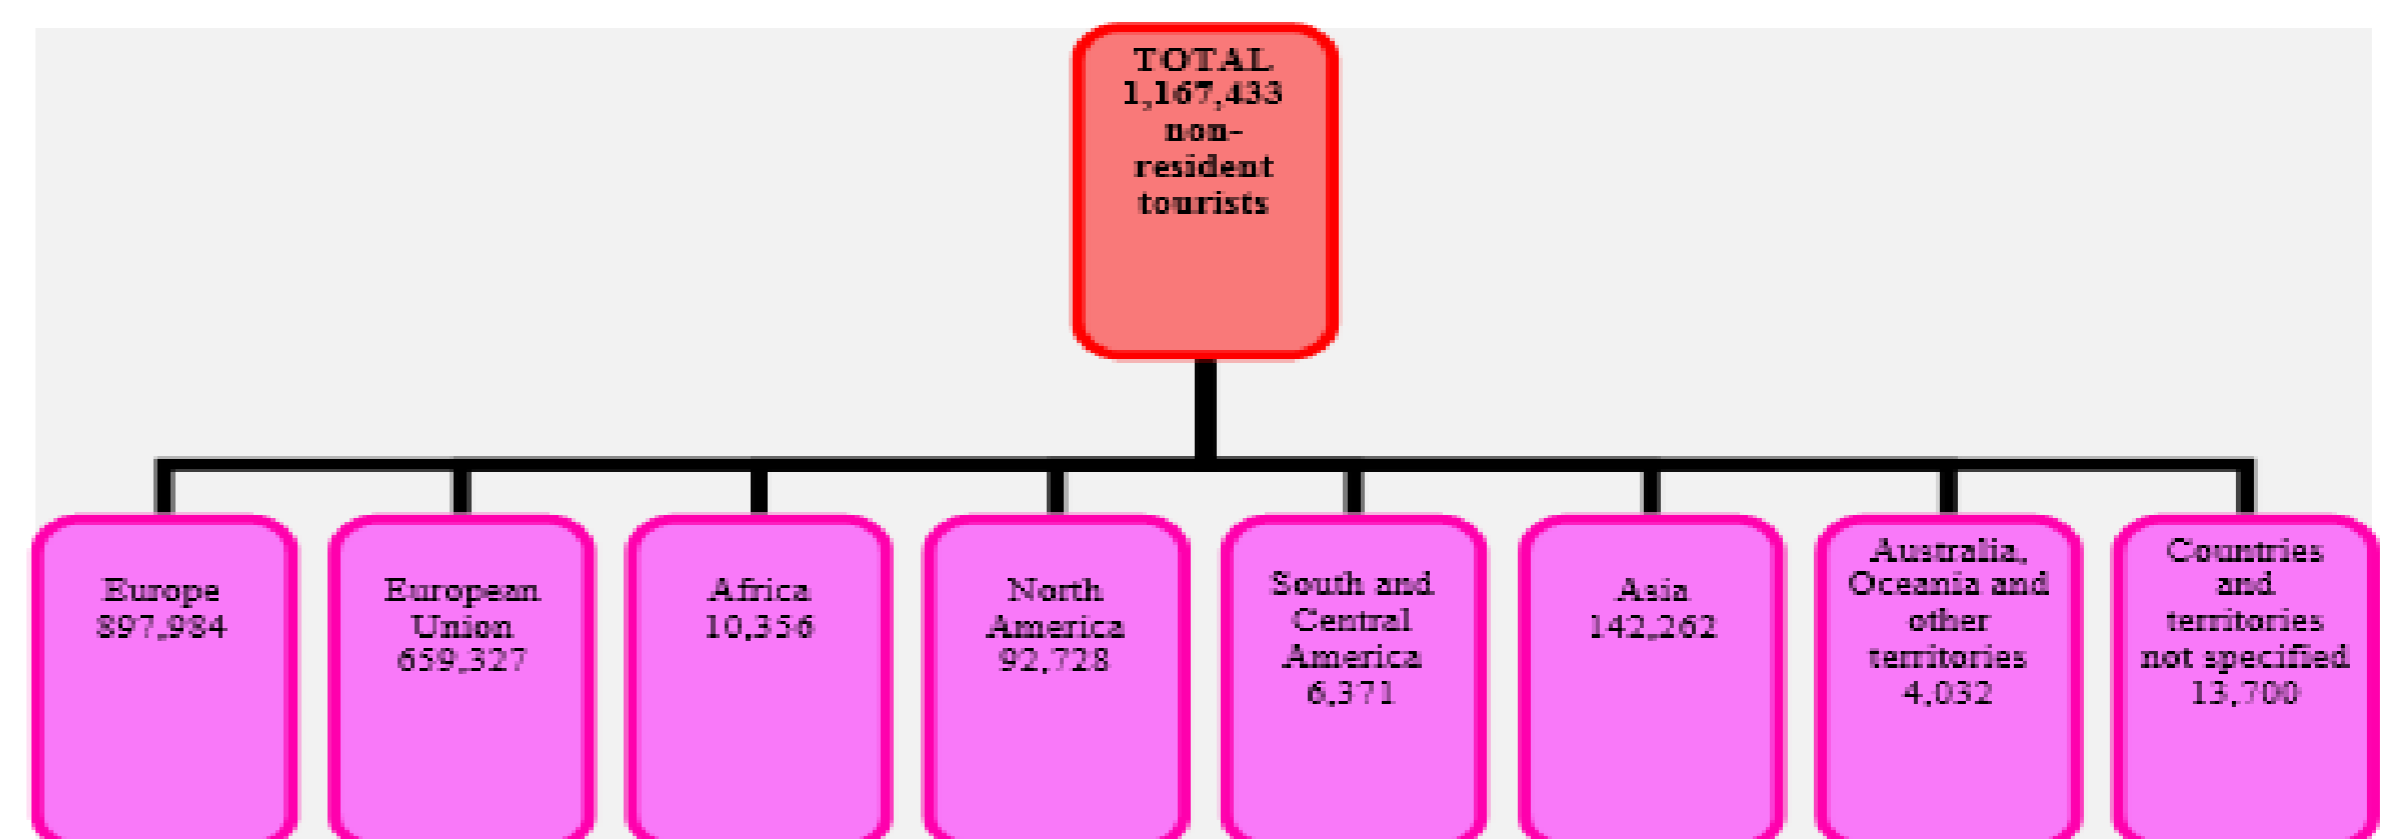 TOTAL
1,167,433
non-
resident
tourists
Europe
897,984
European
Union
659,327
Africa
10,356
North
America
92,728
South and
Central
America
6,371
Asia
142,262
Australia,
Oceania and
other
territories
4,032
Countries
and
territories
not specified
13,700